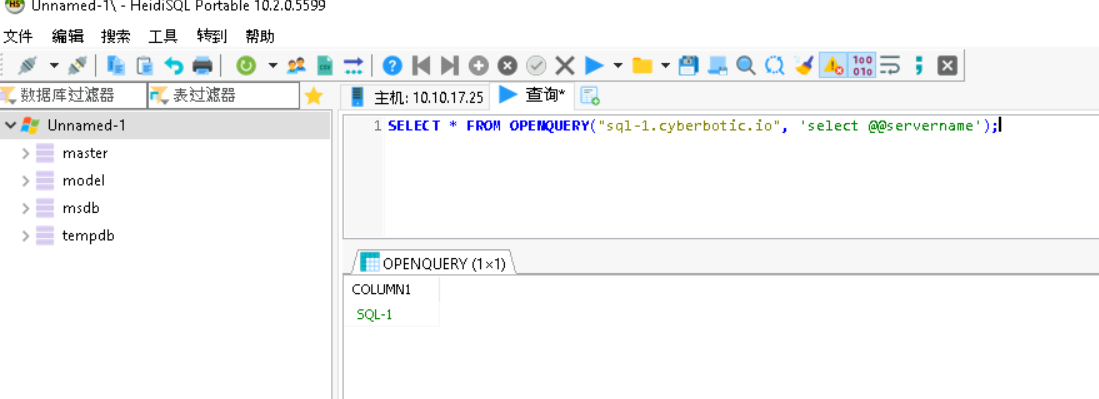 Unnamed-1\ - HeidiSQL Portable 10.2.0.5599
文件 编辑 搜索 工具 转到 帮助
数据库过滤器 表过滤器 主机: 10.10.17.25 查询*
Unnamed-1
master
model
msdb
tempdb
1 SELECT * FROM OPENQUERY("sql-1.cyberbotic.io", 'select @@servername');
OPENQUERY (1×1)
COLUMN1
SQL-1